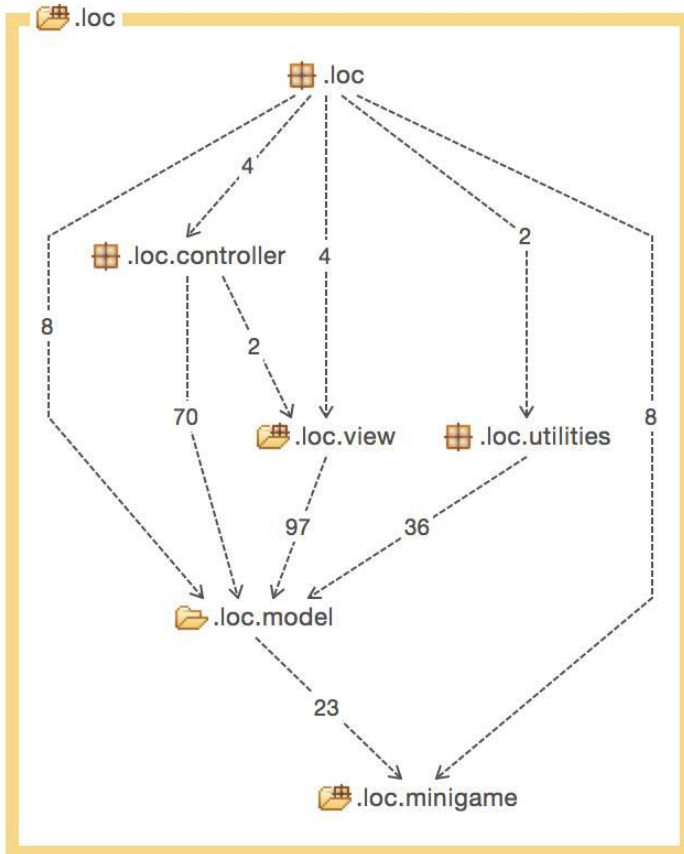 .loc
.loc
4
.loc.controller
2
4
8
2
70
8
.loc.view
.loc.utilities
97
36
.loc.model
23
.loc.minigame